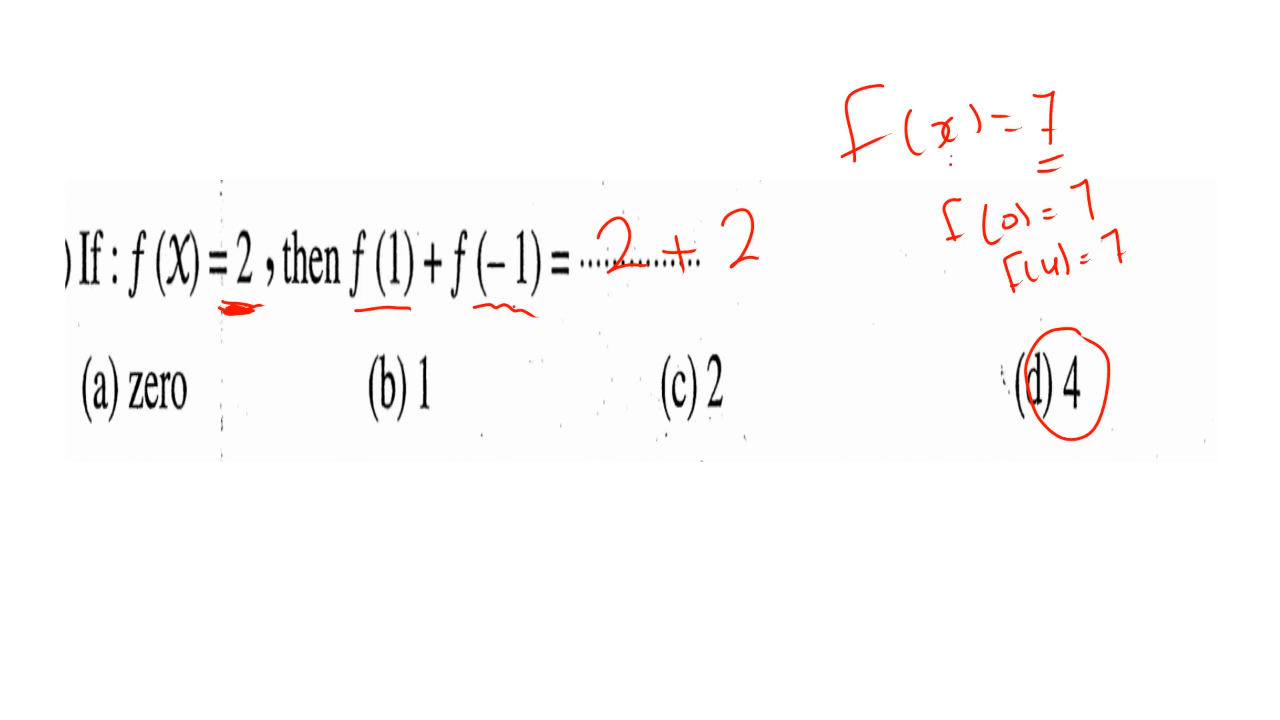 F(x) = 7
F(0) = 7
F(4) = 7
) If : f (X) = 2 , then f (1) + f (– 1) = .............. 2 + 2
(a) zero (b) 1 (c) 2 (d) 4